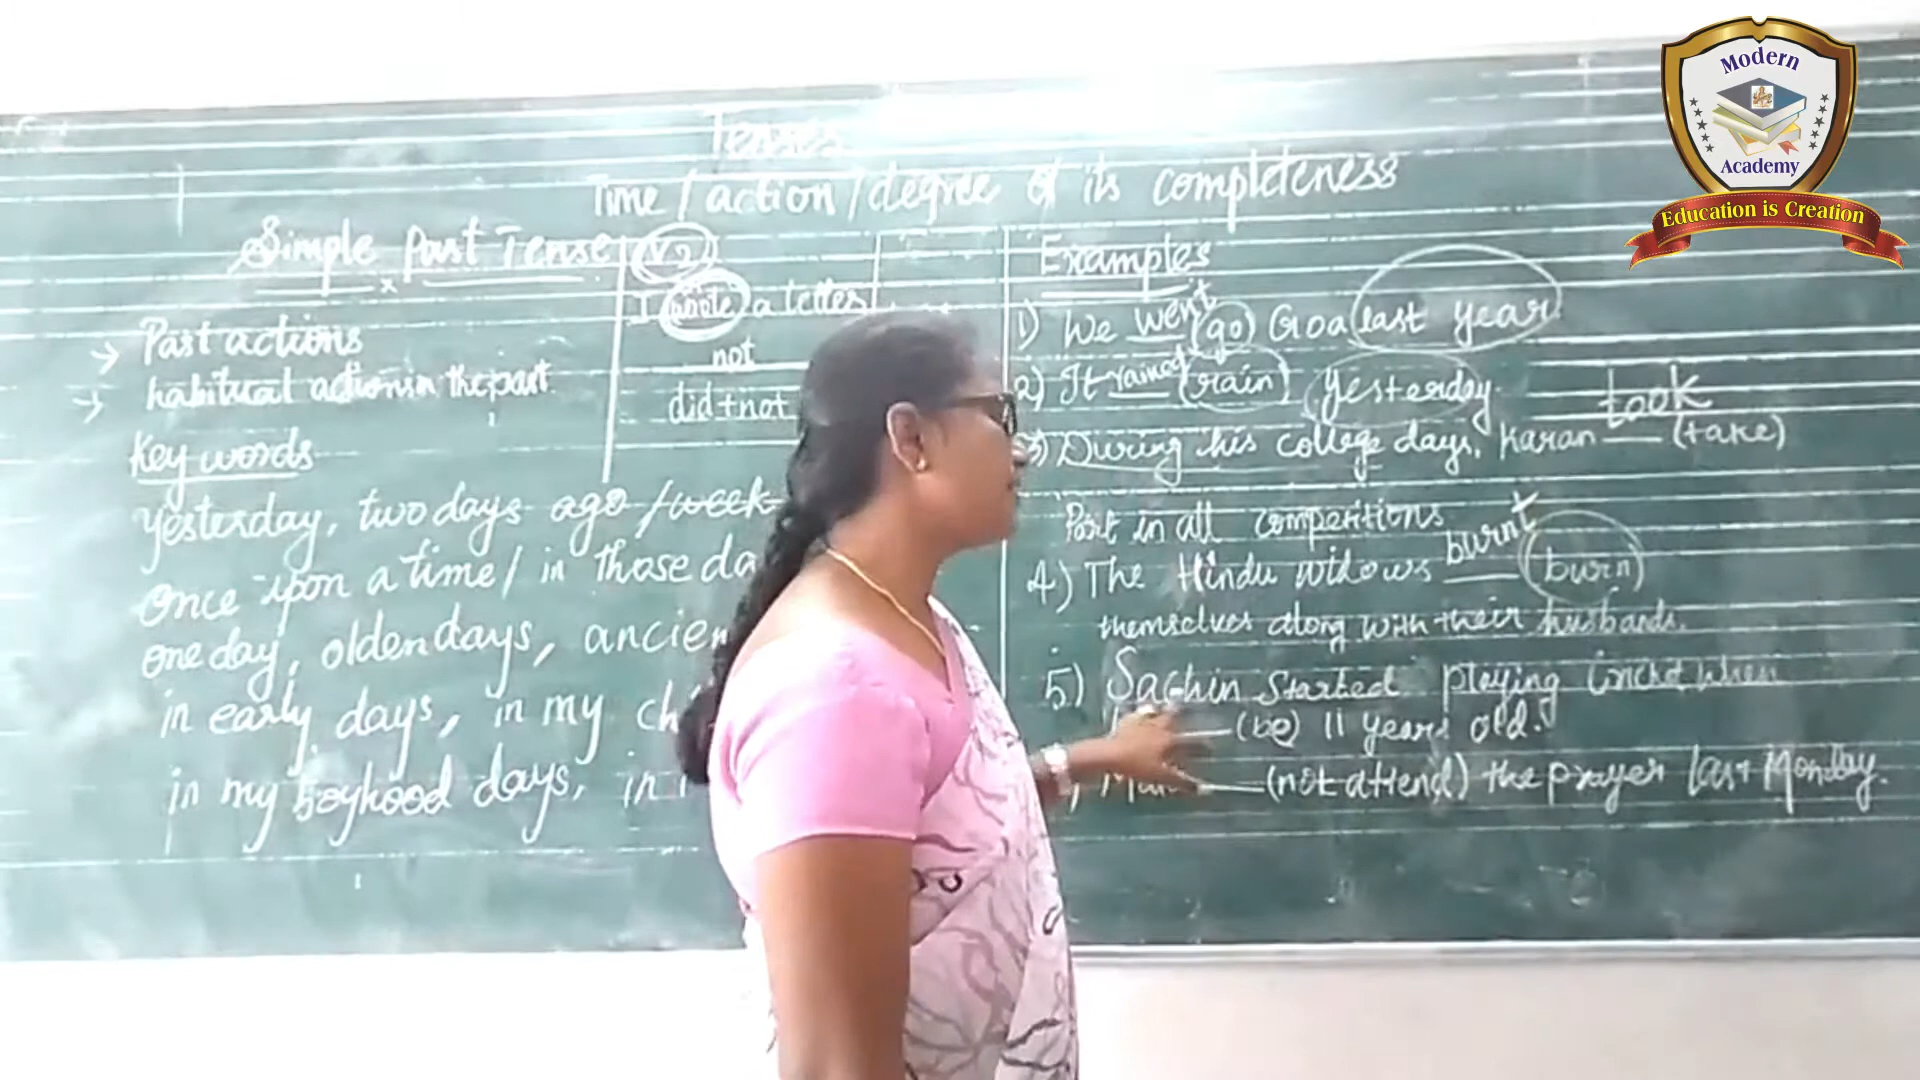 Tenses
Time / action / degree of its completeness
Simple Past Tense
V2
I wrote a letter
not
did + not
→ Past actions
→ habitual action in the past
Key words
Yesterday, two days ago / week
Once upon a time / in those da
one day, olden days, ancien
in early days, in my ch
in my boyhood days, in
Examples
1) We went (go) Goa last year.
2) It rained (rain) yesterday.
3) During his college days, Karan took (take)
Part in all competitions
4) The Hindu widows burnt (burn)
themselves along with their husbands.
5) Sachin started playing cricket when
(be) 11 years old.
(not attend) the prayer last Monday.
Modern
Academy
Education is Creation